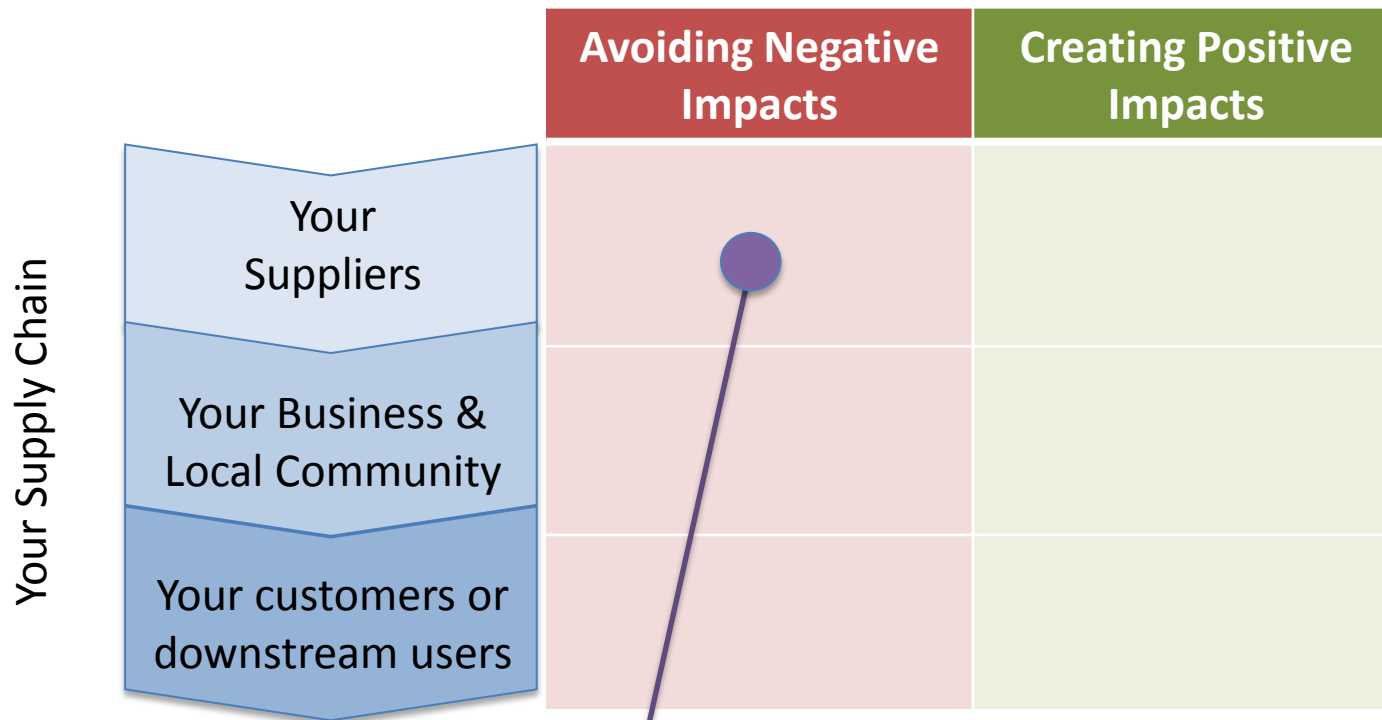 Avoiding Negative
Impacts
Creating Positive
Impacts
Your Supply Chain
Your
Suppliers
Your Business &
Local Community
Your customers or
downstream users